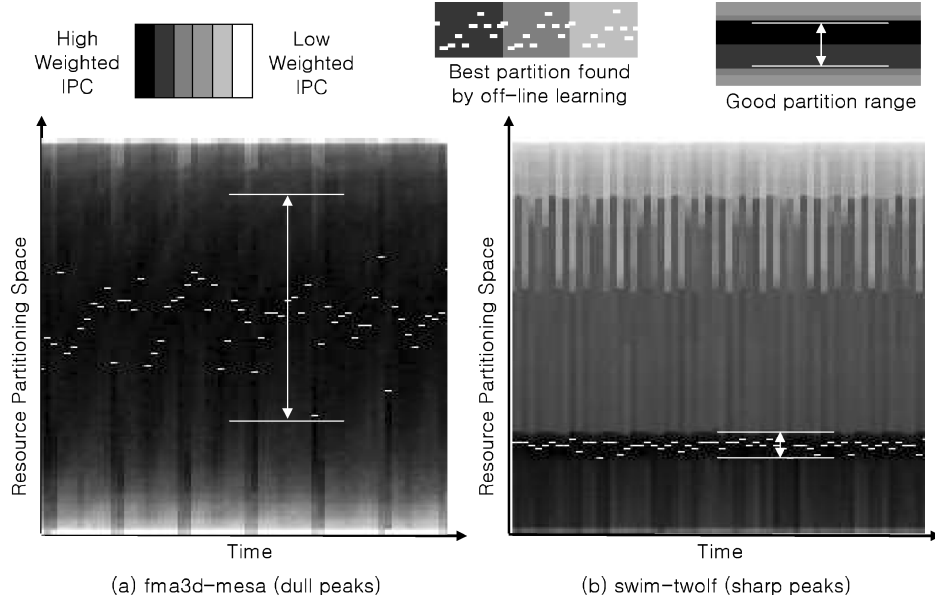 High
Weighted
IPC
Low
Weighted
IPC
Best partition found
by off-line learning
Good partition range
Resource Partitioning Space
Time
(a) fma3d-mesa (dull peaks)
Resource Partitioning Space
Time
(b) swim-twolf (sharp peaks)